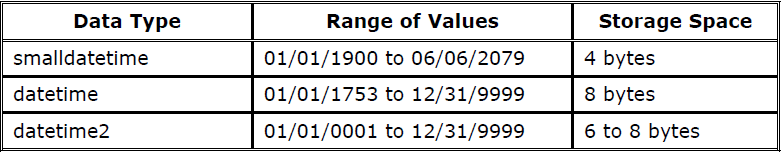 Data Type Range of Values Storage Space
smalldatetime 01/01/1900 to 06/06/2079 4 bytes
datetime 01/01/1753 to 12/31/9999 8 bytes
datetime2 01/01/0001 to 12/31/9999 6 to 8 bytes